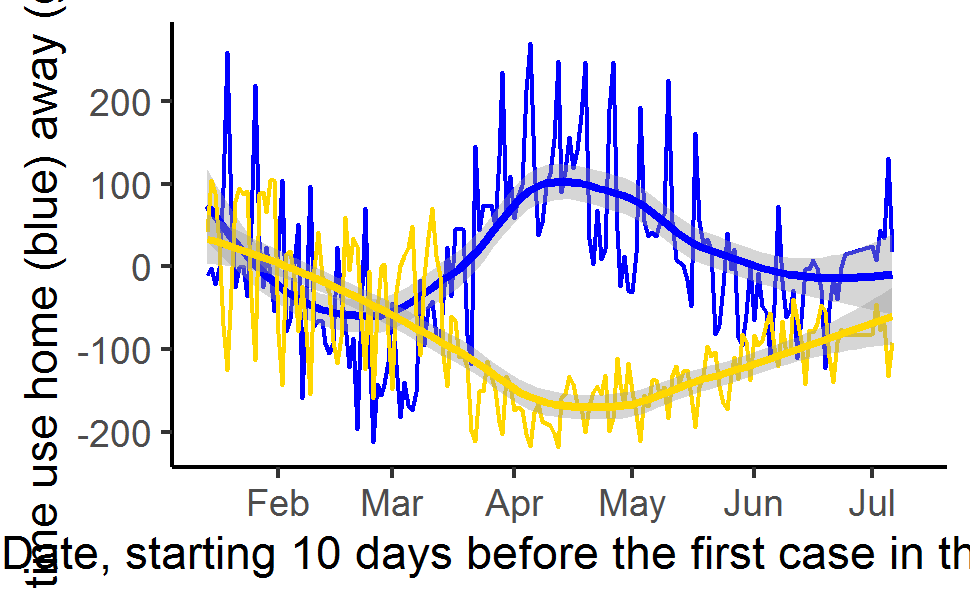 time use home (blue) away (
200
100
0
-100
-200
Feb Mar Apr May Jun Jul
Date, starting 10 days before the first case in th